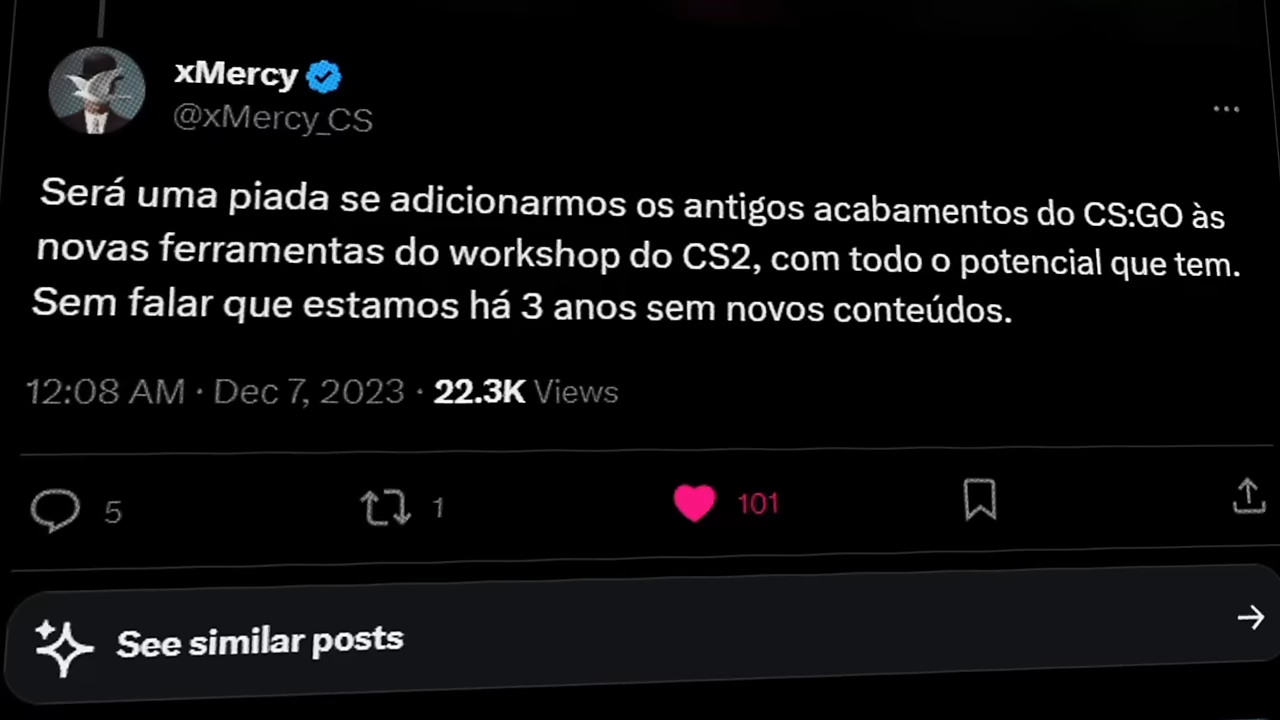 xMercy
@xMercy_CS
Será uma piada se adicionarmos os antigos acabamentos do CS:GO às
novas ferramentas do workshop do CS2, com todo o potencial que tem.
Sem falar que estamos há 3 anos sem novos conteúdos.
12:08 AM · Dec 7, 2023 · 22.3K Views
5 1 101
See similar posts